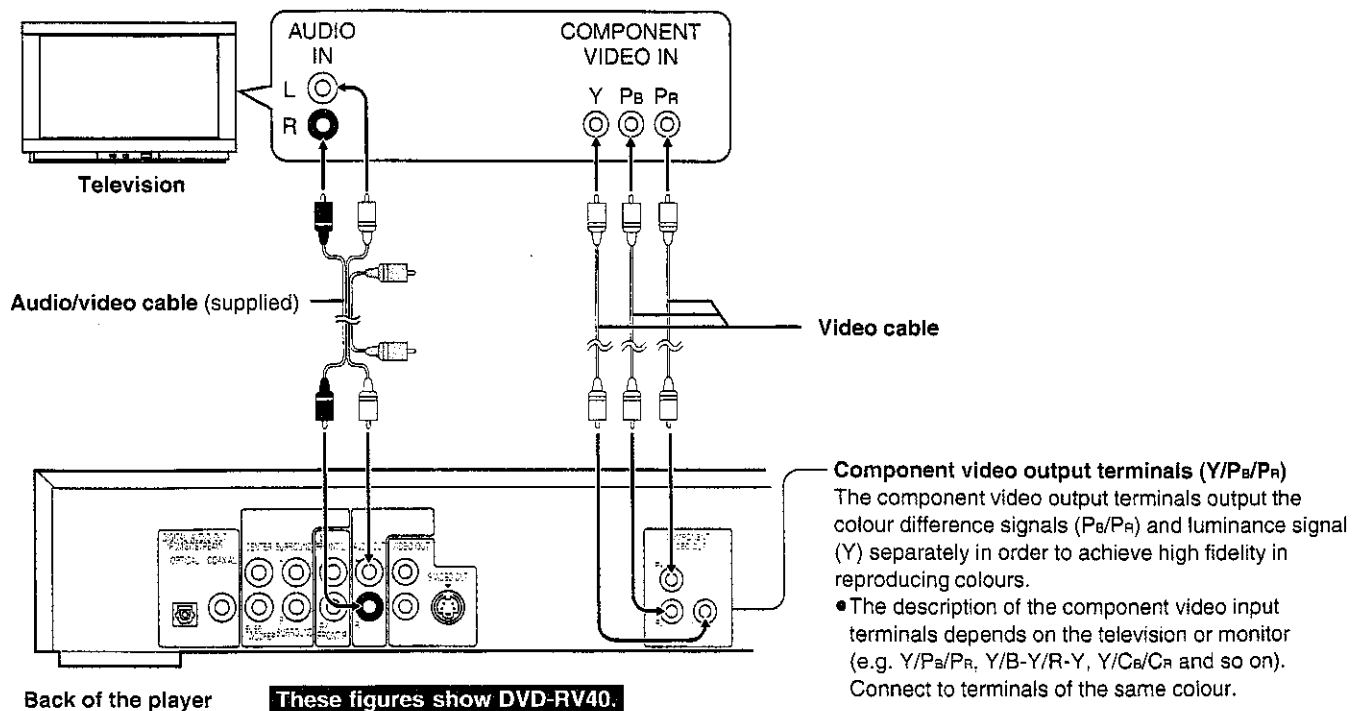 AUDIO
IN
L
R
COMPONENT
VIDEO IN
Y PB PR
Television
Audio/video cable (supplied)
Video cable
OPTICAL COAXIAL
CENTER SURROUND
VIDEO OUT
S VIDEO OUT
SURROUND
R
Component video output terminals (Y/PB/PR)
The component video output terminals output the
colour difference signals (PB/PR) and luminance signal
(Y) separately in order to achieve high fidelity in
reproducing colours.
●The description of the component video input
terminals depends on the television or monitor
(e.g. Y/PB/PR, Y/B-Y/R-Y, Y/CB/CR and so on).
Connect to terminals of the same colour.
Back of the player
These figures show DVD-RV40.